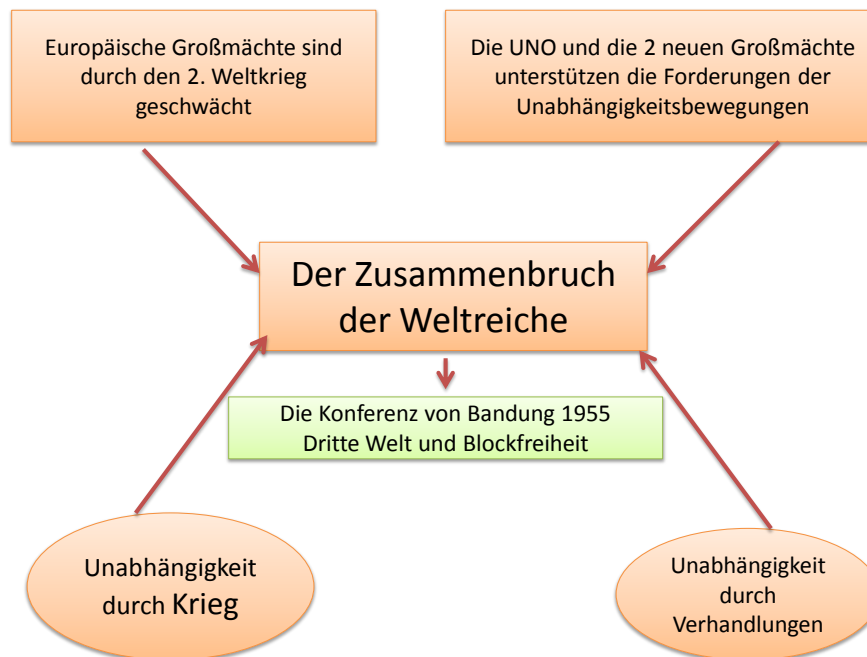 Europäische Großmächte sind
durch den 2. Weltkrieg
geschwächt
Die UNO und die 2 neuen Großmächte
unterstützen die Forderungen der
Unabhängigkeitsbewegungen
Der Zusammenbruch
der Weltreiche
Die Konferenz von Bandung 1955
Dritte Welt und Blockfreiheit
Unabhängigkeit
durch Krieg
Unabhängigkeit
durch
Verhandlungen